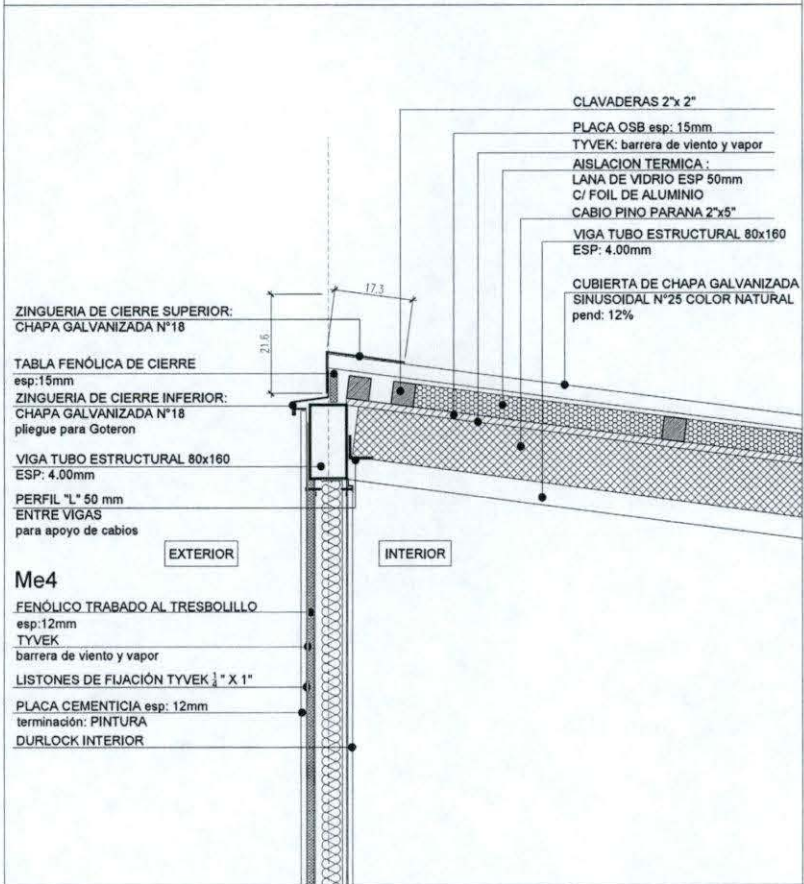 CLAVADERAS 2"x 2"
PLACA OSB esp: 15mm
TYVEK: barrera de viento y vapor
AISLACION TERMICA :
LANA DE VIDRIO ESP 50mm
C/ FOIL DE ALUMINIO
CABIO PINO PARANA 2"x5"
VIGA TUBO ESTRUCTURAL 80x160
ESP: 4.00mm
CUBIERTA DE CHAPA GALVANIZADA
SINUSOIDAL N°25 COLOR NATURAL
pend: 12%
17.3
21.6
ZINGUERIA DE CIERRE SUPERIOR:
CHAPA GALVANIZADA N°18
TABLA FENÓLICA DE CIERRE
esp:15mm
ZINGUERIA DE CIERRE INFERIOR:
CHAPA GALVANIZADA N°18
pliegue para Goteron
VIGA TUBO ESTRUCTURAL 80x160
ESP: 4.00mm
PERFIL "L" 50 mm
ENTRE VIGAS
para apoyo de cabios
EXTERIOR
INTERIOR
Me4
FENÓLICO TRABADO AL TRESBOLILLO
esp:12mm
TYVEK
barrera de viento y vapor
LISTONES DE FIJACIÓN TYVEK " X 1"
PLACA CEMENTICIA esp: 12mm
terminación: PINTURA
DURLOCK INTERIOR